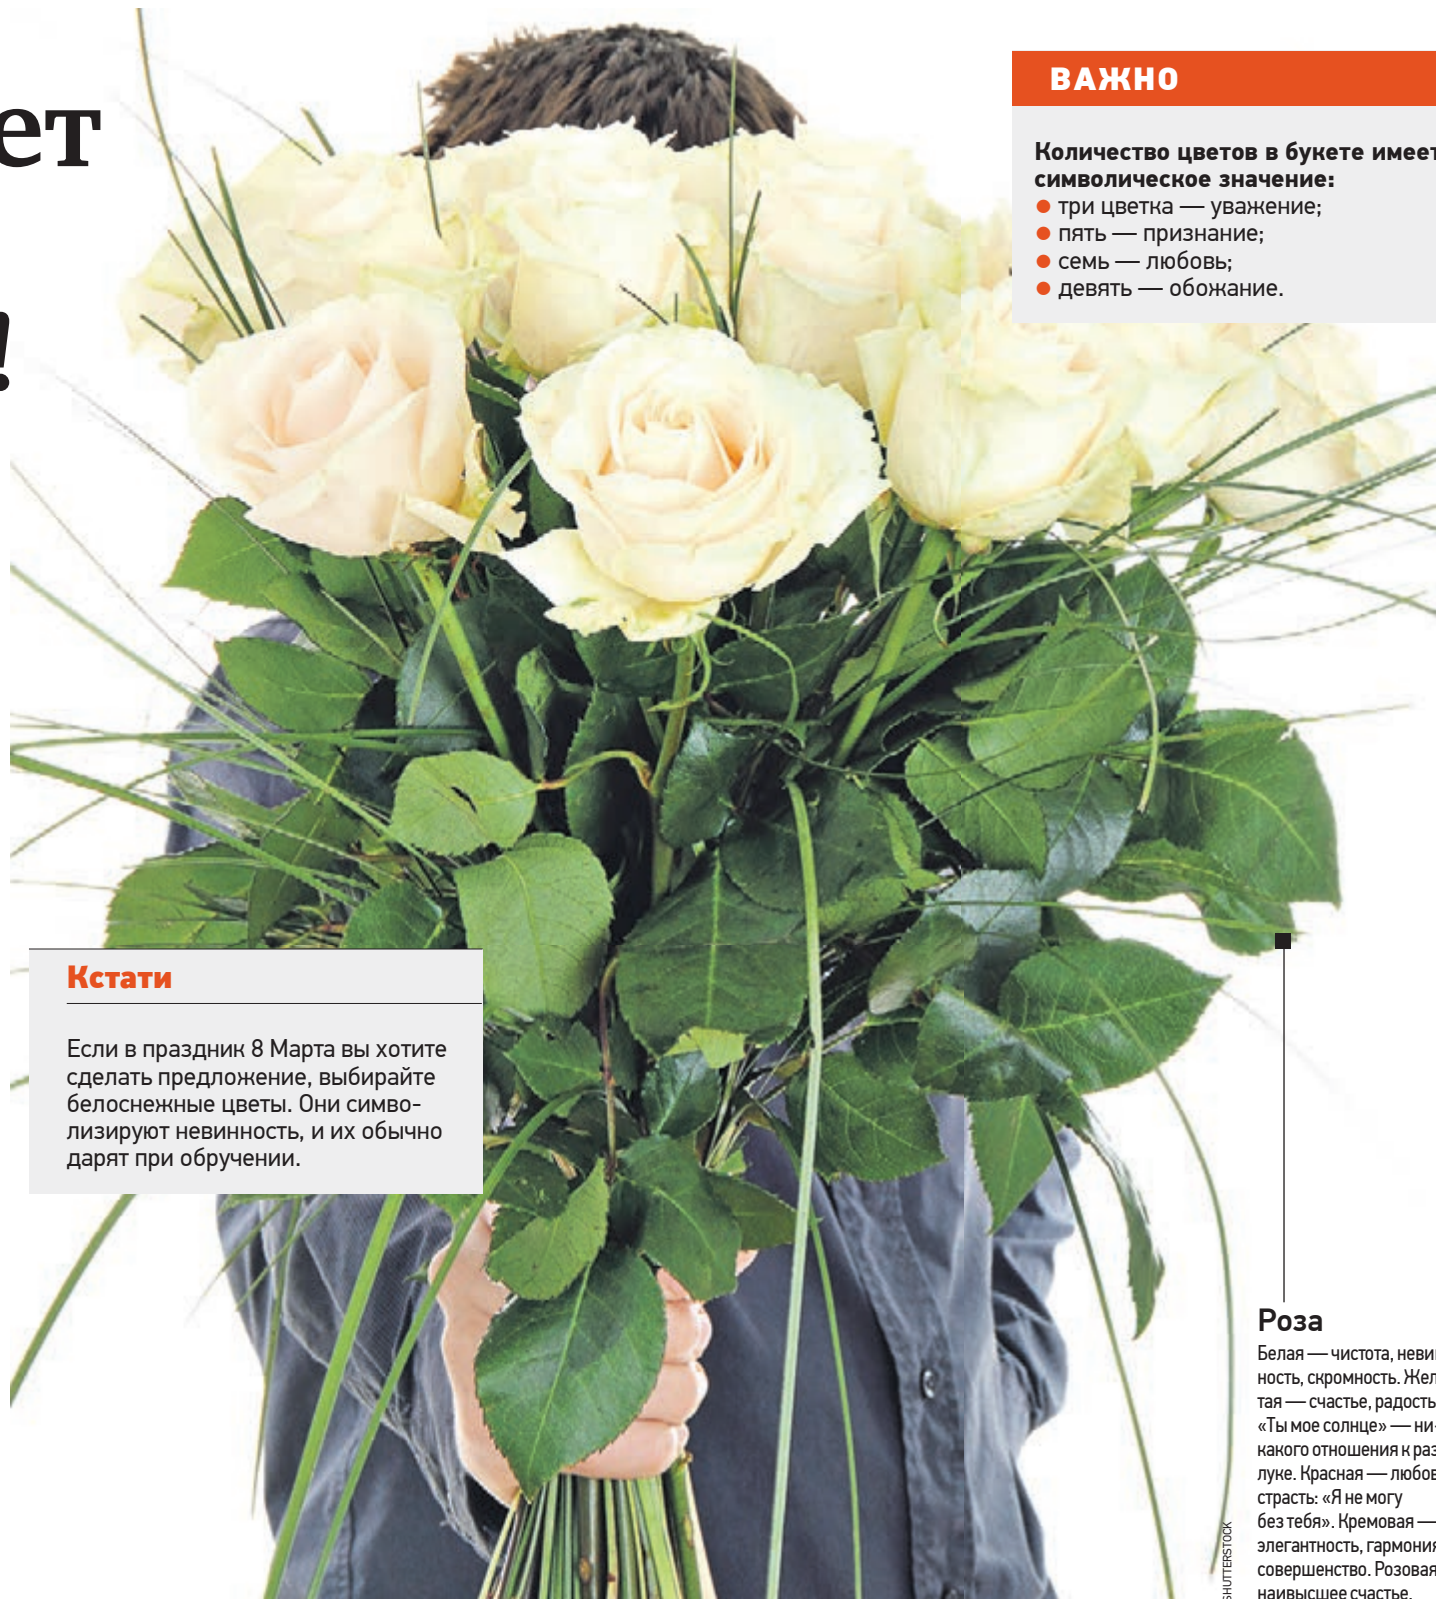 ет
!
ВАЖНО
Количество цветов в букете имеет
символическое значение:
● три цветка — уважение;
● пять — признание;
● семь — любовь;
● девять — обожание.
Кстати
Если в праздник 8 Марта вы хотите
сделать предложение, выбирайте
белоснежные цветы. Они симво-
лизируют невинность, и их обычно
дарят при обручении.
Роза
Белая — чистота, неви
ность, скромность. Жел
тая — счастье, радость
«Ты мое солнце» — ни-
какого отношения к раз
луке. Красная — любов
страсть: «Я не могу
без тебя». Кремовая —
элегантность, гармония
совершенство. Розовая
наивысшее счастье.
SHUTTERSTOCK